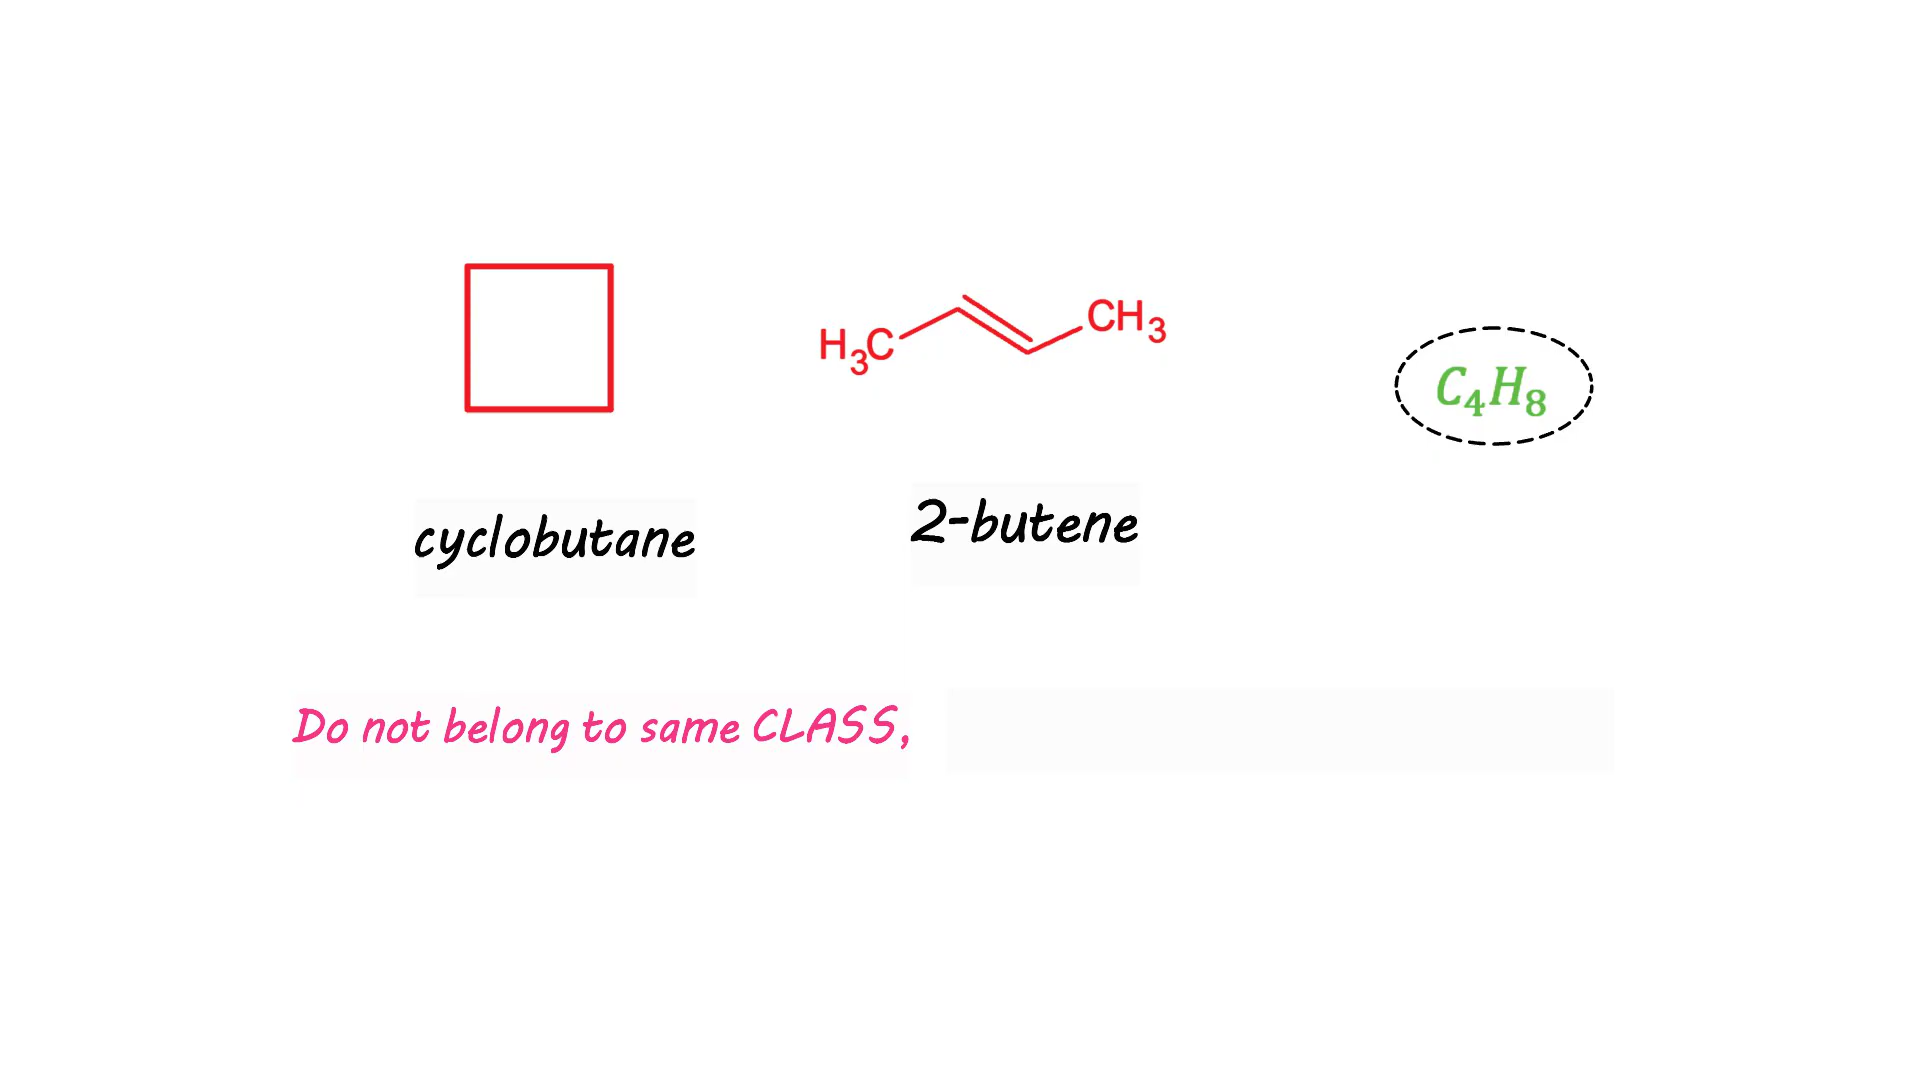 H₃C
CH₃
C₄H₈
cyclobutane
2-butene
Do not belong to same CLASS,